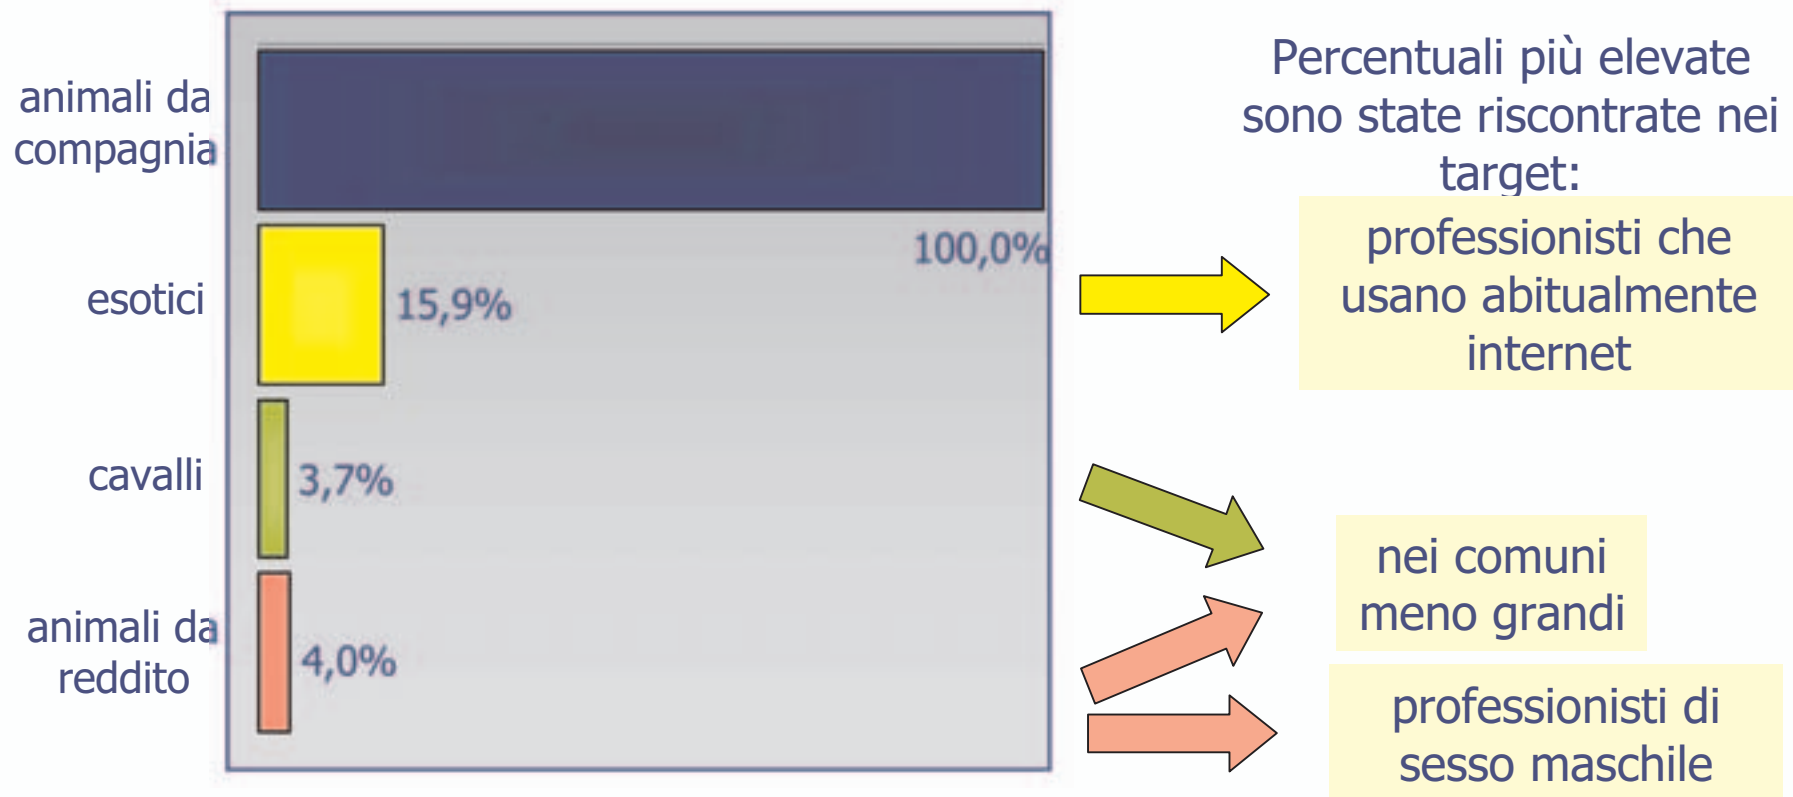 animali da
compagnia
100,0%
esotici
15,9%
cavalli
3,7%
animali da
reddito
4,0%
Percentuali più elevate
sono state riscontrate nei
target:
professionisti che
usano abitualmente
internet
nei comuni
meno grandi
professionisti di
sesso maschile